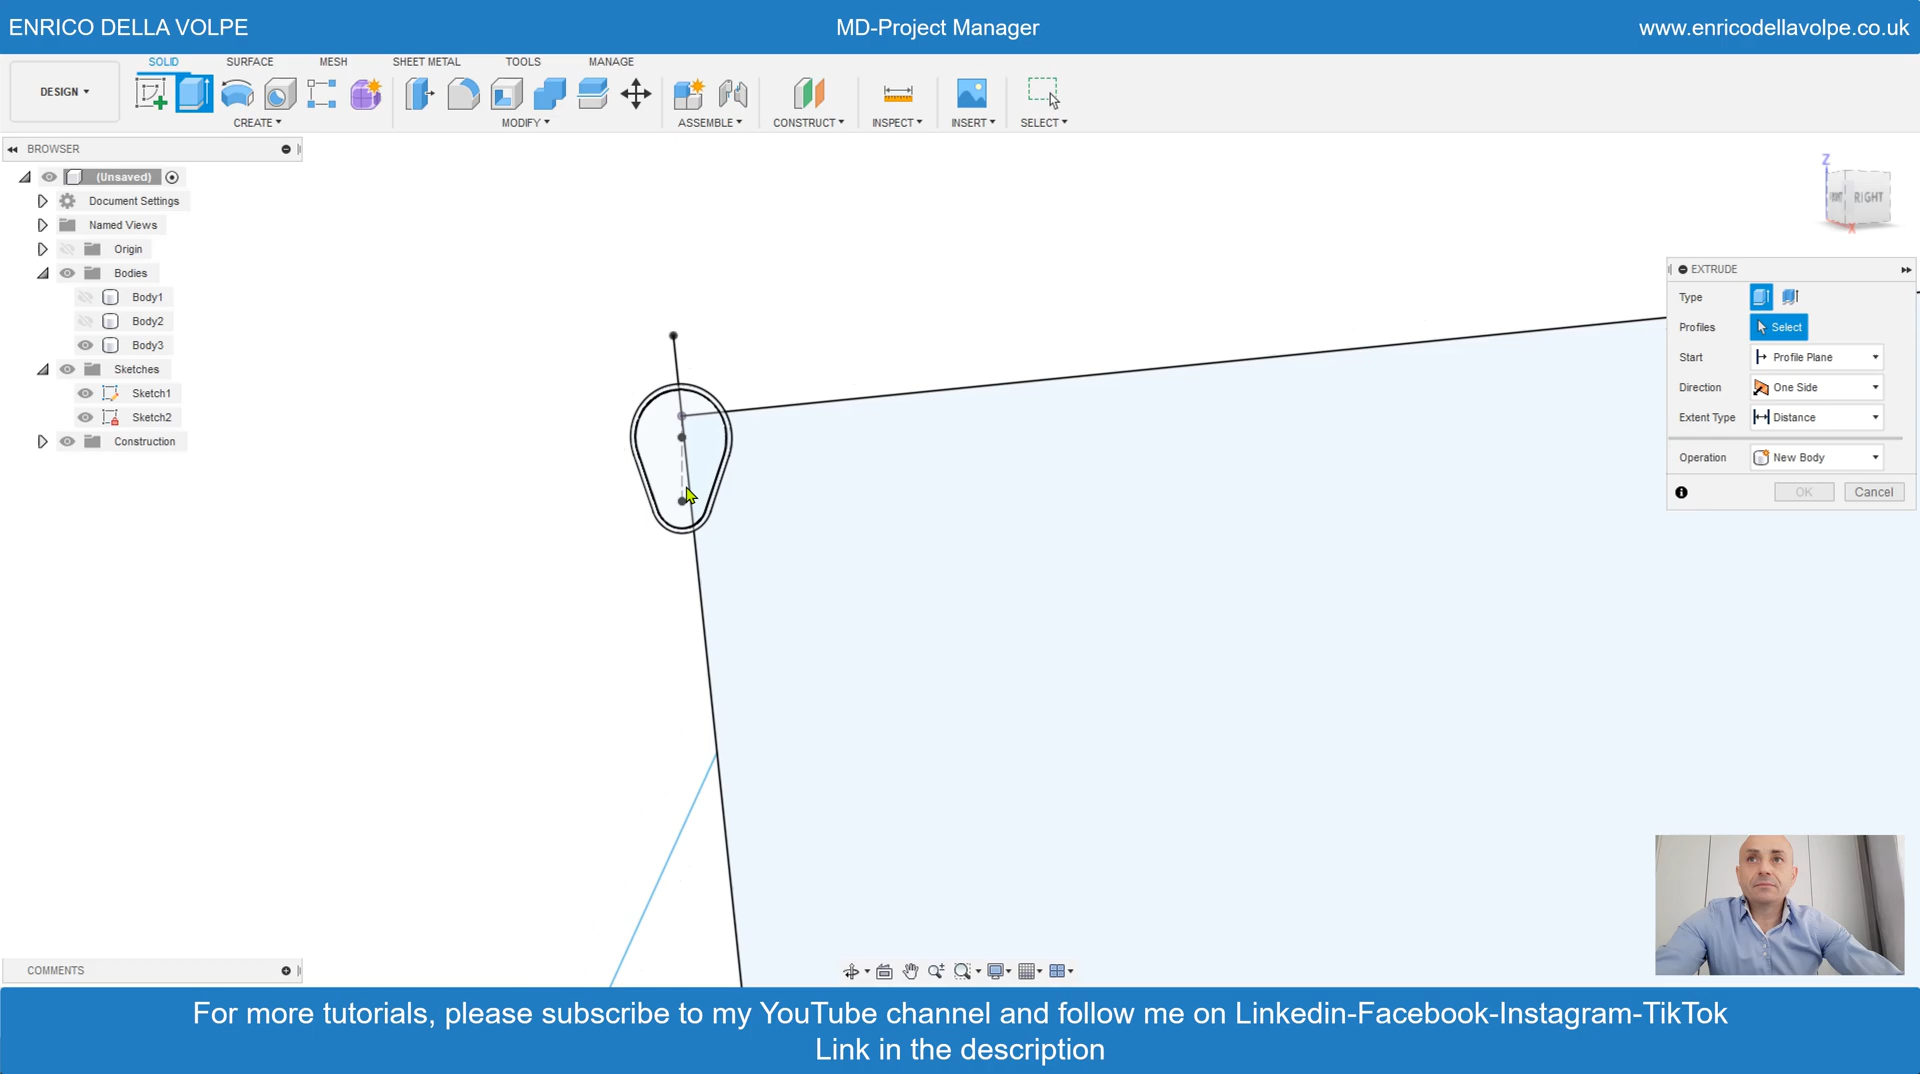 ENRICO DELLA VOLPE
MD-Project Manager
www.enricodellavolpe.co.uk
SOLID
SURFACE
MESH
SHEET METAL
TOOLS
MANAGE
DESIGN
CREATE
MODIFY
ASSEMBLE
CONSTRUCT
INSPECT
INSERT
SELECT
BROWSER
(Unsaved)
Document Settings
Named Views
Origin
Bodies
Body1
Body2
Body3
Sketches
Sketch1
Sketch2
Construction
Z
RIGHT
X
EXTRUDE
Type
Profiles
Select
Start
Profile Plane
Direction
One Side
Extent Type
Distance
Operation
New Body
OK
Cancel
COMMENTS
For more tutorials, please subscribe to my YouTube channel and follow me on Linkedin-Facebook-Instagram-TikTok
Link in the description